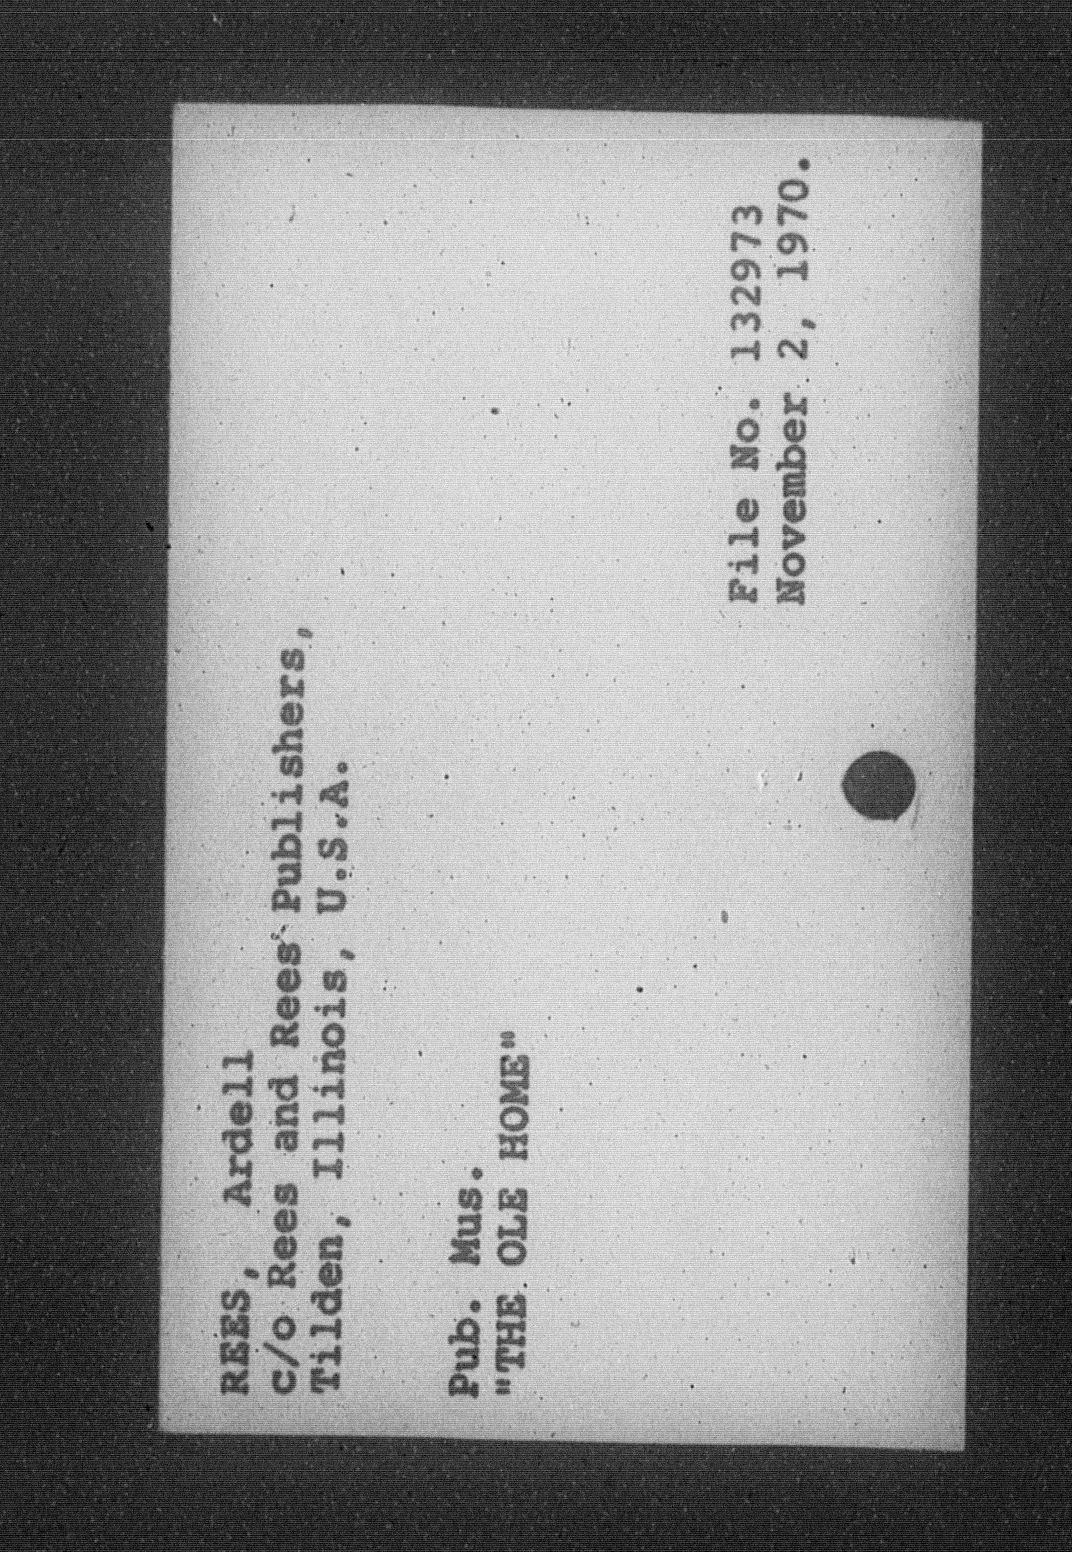 REES, Ardell
c/o Rees and Rees Publishers,
Tilden, Illinois, U.S.A.
Pub. Mus.
"THE OLE HOME"
File No. 132973
November 2, 1970.